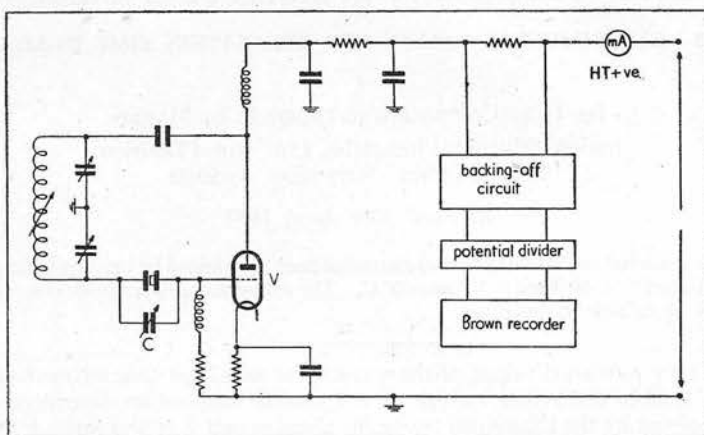 mA
HT+ve
backing-off
circuit
potential divider
V
Brown recorder
C